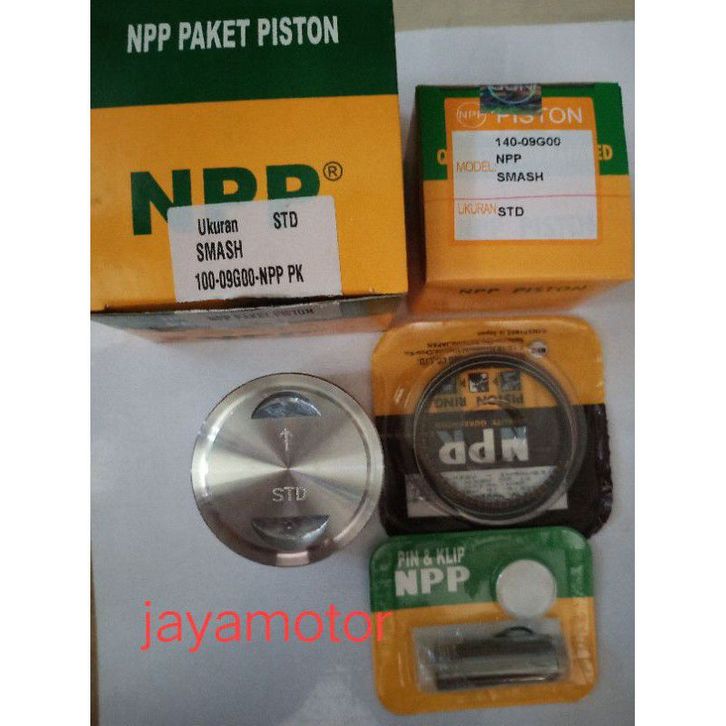 NPP PAKET PISTON
NPP®
Ukuran STD
SMASH
100-09G00-NPP PK
NPP PISTON
140-09G00
MODEL NPP
SMASH
UKURAN STD
NPP PISTON
STD
PISTON RING
NPR
PIN & KLIP
NPP
jayamotor